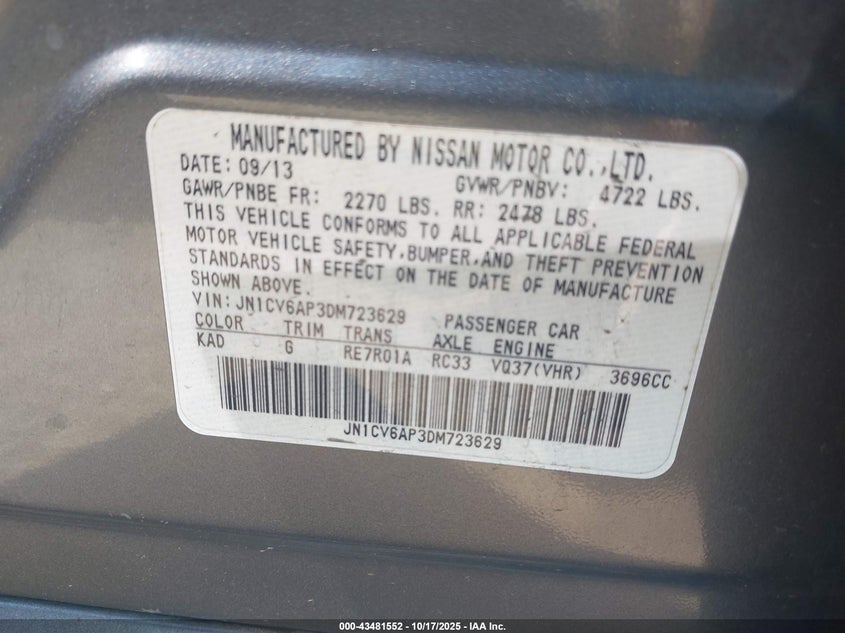 MANUFACTURED BY NISSAN MOTOR CO.,LTD.
DATE: 09/13 GVWR/PNBV: 4722 LBS.
GAWR/PNBE FR: 2270 LBS. RR: 2478 LBS.
THIS VEHICLE CONFORMS TO ALL APPLICABLE FEDERAL
MOTOR VEHICLE SAFETY,BUMPER,AND THEFT PREVENTION
STANDARDS IN EFFECT ON THE DATE OF MANUFACTURE
SHOWN ABOVE.
VIN: JN1CV6AP3DM723629 PASSENGER CAR
COLOR TRIM TRANS AXLE ENGINE
KAD G RE7R01A RC33 VQ37(VHR) 3696CC
JN1CV6AP3DM723629
000-43481552 | 10/17/2025 - IAA Inc.